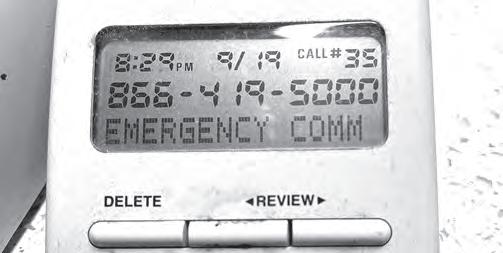 8:29PM 9/19 CALL#35
866-419-5000
EMERGENCY COMM
DELETE ◄REVIEW►